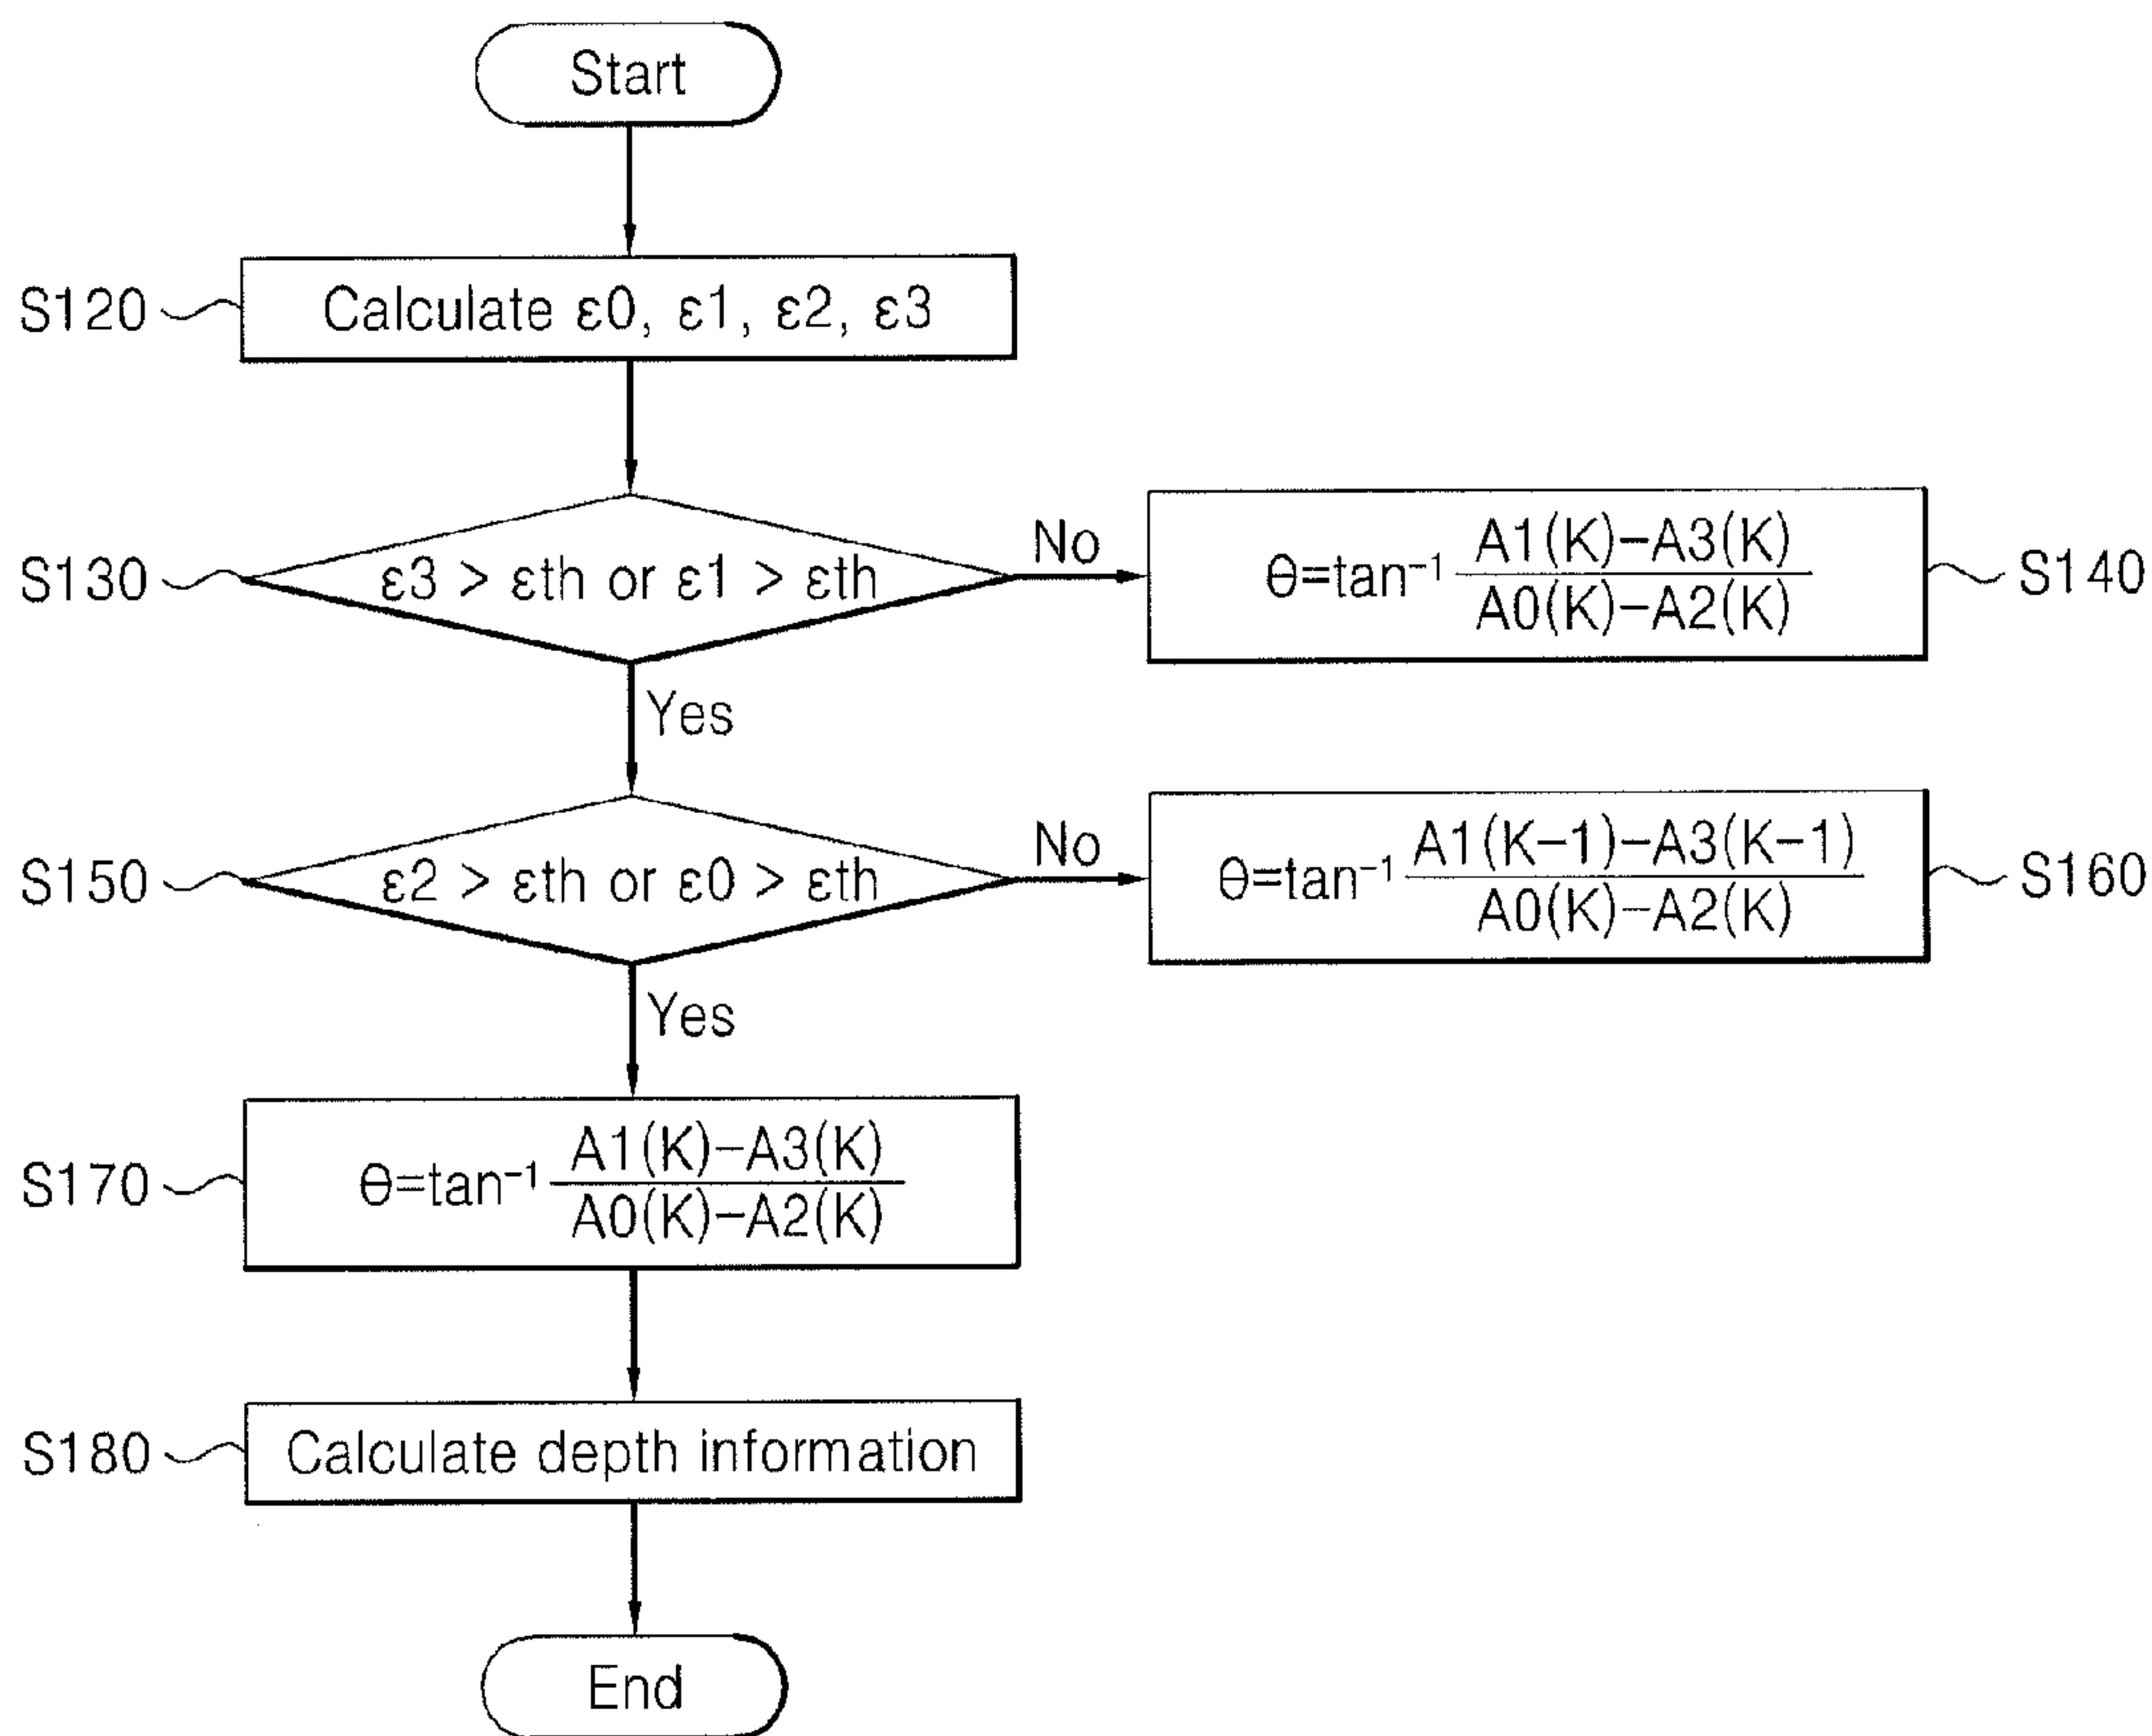 Start
S120
Calculate ε0, ε1, ε2, ε3
S130
ε3 > εth or ε1 > εth
No
θ=tan⁻¹ A1(K)−A3(K)
A0(K)−A2(K)
S140
Yes
S150
ε2 > εth or ε0 > εth
No
θ=tan⁻¹ A1(K−1)−A3(K−1)
A0(K)−A2(K)
S160
Yes
S170
θ=tan⁻¹ A1(K)−A3(K)
A0(K)−A2(K)
S180
Calculate depth information
End